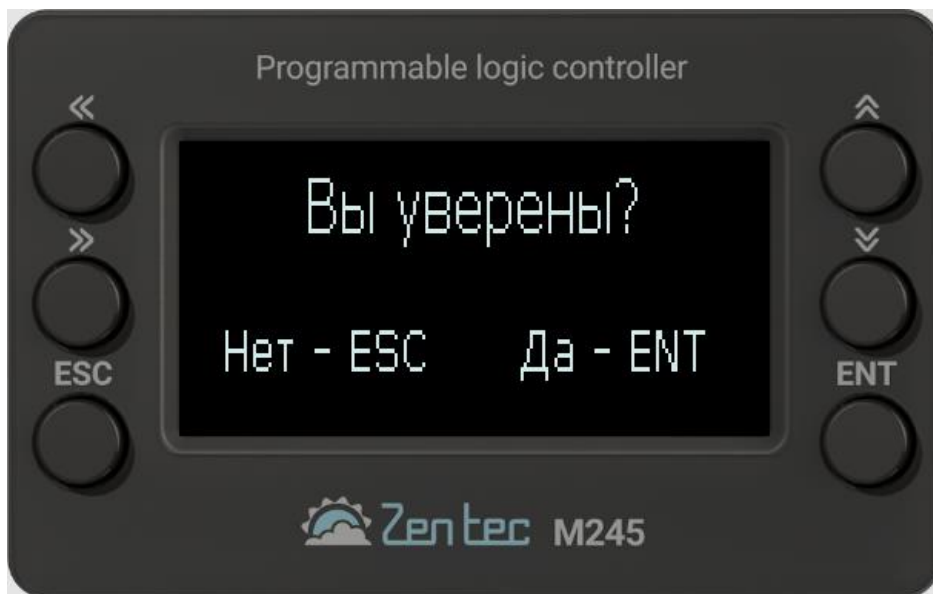 Programmable logic controller
«
»
ESC
Вы уверены?
Нет - ESC Да - ENT
ENT
Zentec M245